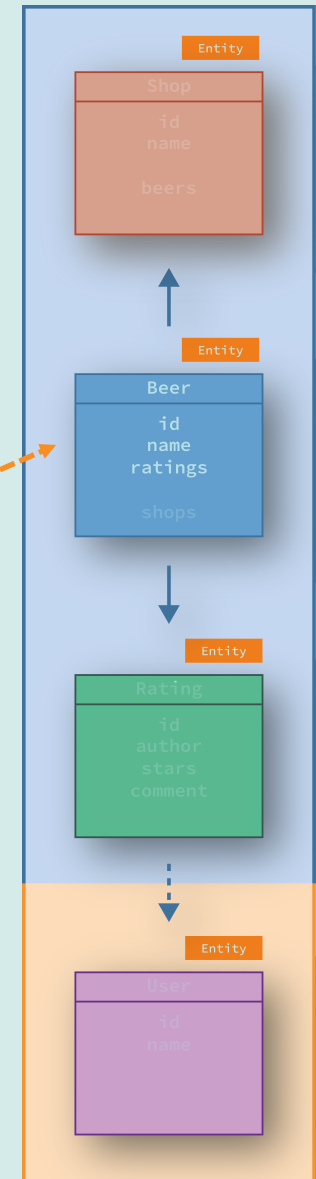 Entity
Shop
id
name
beers
Entity
Beer
id
name
ratings
shops
Entity
Rating
id
author
stars
comment
Entity
User
id
name